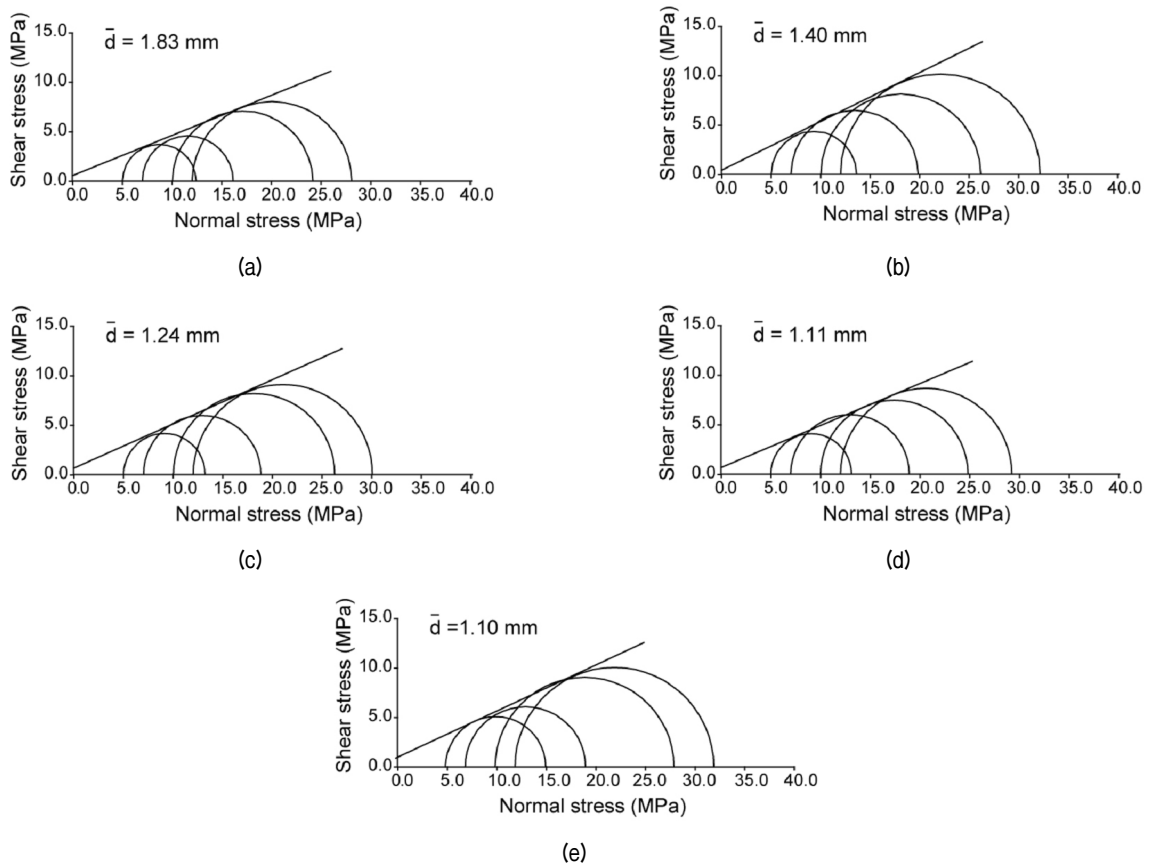 Shear stress (MPa)
15.0
10.0
5.0
0.0
d̄ = 1.83 mm
0.0 5.0 10.0 15.0 20.0 25.0 30.0 35.0 40.0
Normal stress (MPa)
(a)
Shear stress (MPa)
15.0
10.0
5.0
0.0
d̄ = 1.40 mm
0.0 5.0 10.0 15.0 20.0 25.0 30.0 35.0 40.0
Normal stress (MPa)
(b)
Shear stress (MPa)
15.0
10.0
5.0
0.0
d̄ = 1.24 mm
0.0 5.0 10.0 15.0 20.0 25.0 30.0 35.0 40.0
Normal stress (MPa)
(c)
Shear stress (MPa)
15.0
10.0
5.0
0.0
d̄ = 1.11 mm
0.0 5.0 10.0 15.0 20.0 25.0 30.0 35.0 40.0
Normal stress (MPa)
(d)
Shear stress (MPa)
15.0
10.0
5.0
0.0
d̄ =1.10 mm
0.0 5.0 10.0 15.0 20.0 25.0 30.0 35.0 40.0
Normal stress (MPa)
(e)